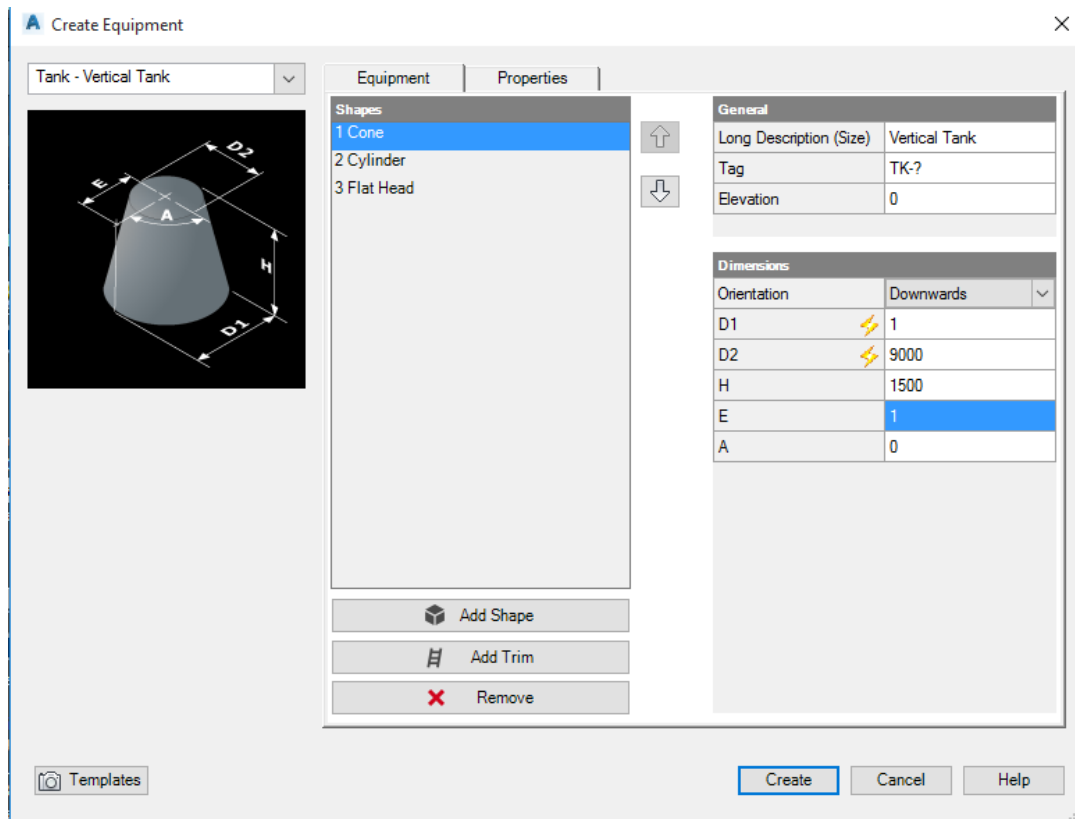 Create Equipment
Tank - Vertical Tank
Equipment Properties
Shapes
1 Cone
2 Cylinder
3 Flat Head
D2
E
A
H
D1
General
Long Description (Size) Vertical Tank
Tag TK-?
Elevation 0
Dimensions
Orientation Downwards
D1 1
D2 9000
H 1500
E 1
A 0
Add Shape
Add Trim
Remove
Templates
Create Cancel Help